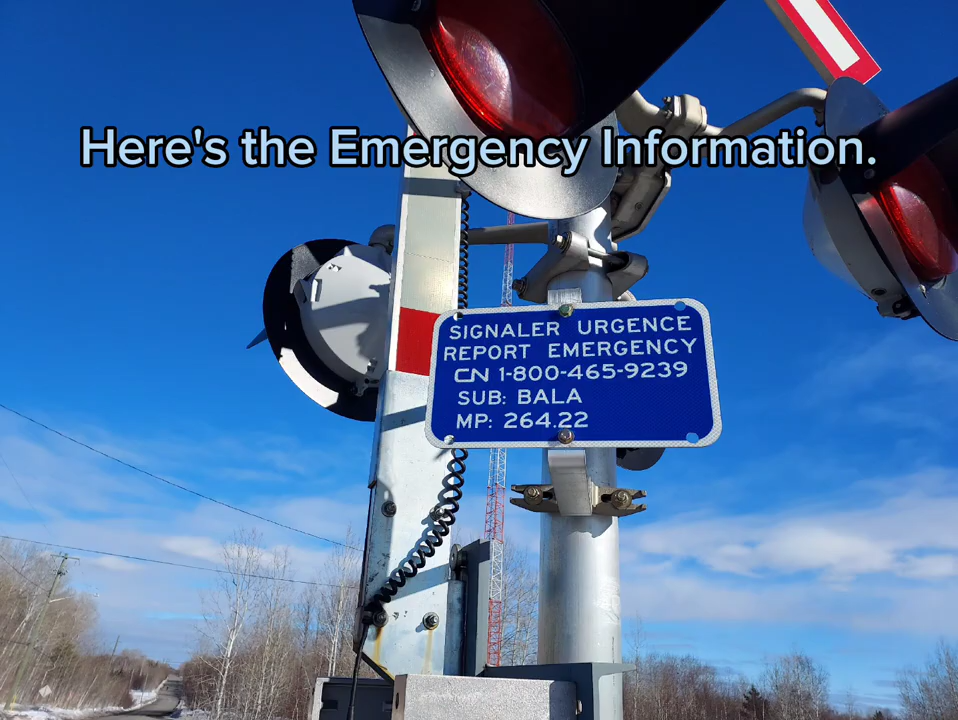 Here's the Emergency Information.
SIGNALER URGENCE
REPORT EMERGENCY
CN 1-800-465-9239
SUB: BALA
MP: 264.22